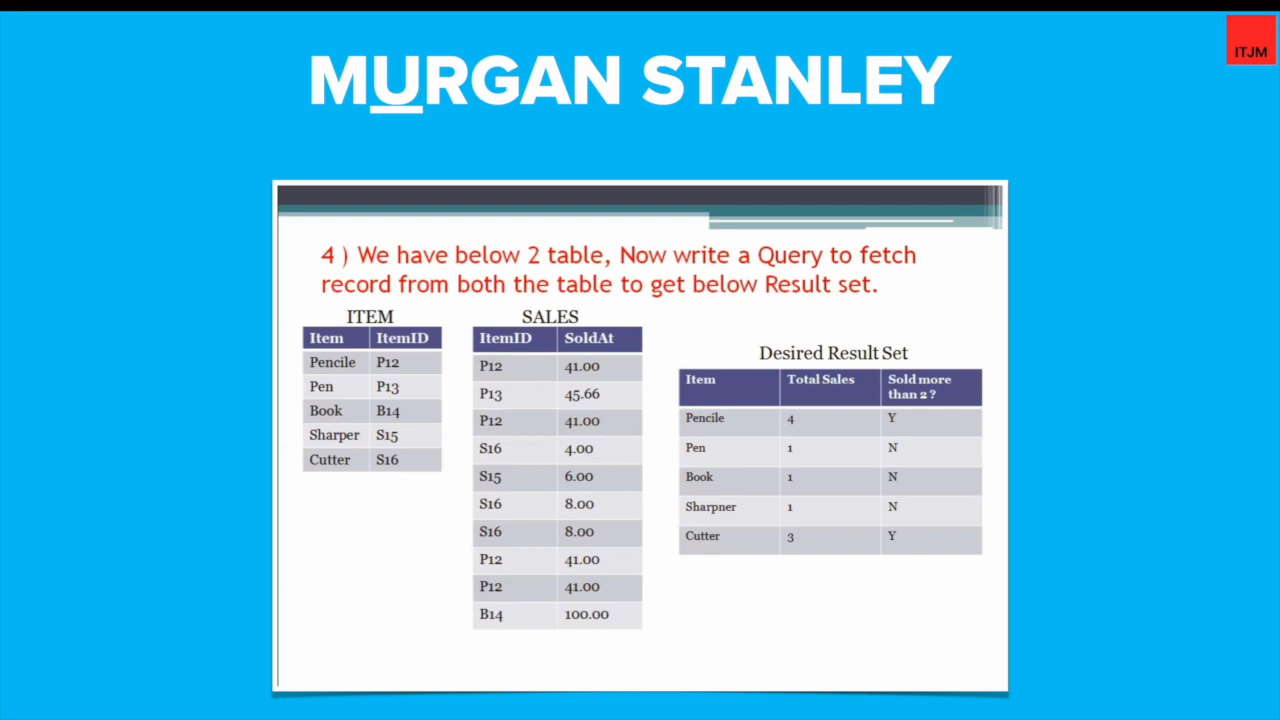 ITJM
MURGAN STANLEY
4 ) We have below 2 table, Now write a Query to fetch
record from both the table to get below Result set.
ITEM
Item ItemID
Pencile P12
Pen P13
Book B14
Sharper S15
Cutter S16
SALES
ItemID SoldAt
P12 41.00
P13 45.66
P12 41.00
S16 4.00
S15 6.00
S16 8.00
S16 8.00
P12 41.00
P12 41.00
B14 100.00
Desired Result Set
Item Total Sales Sold more
than 2 ?
Pencile 4 Y
Pen 1 N
Book 1 N
Sharpner 1 N
Cutter 3 Y